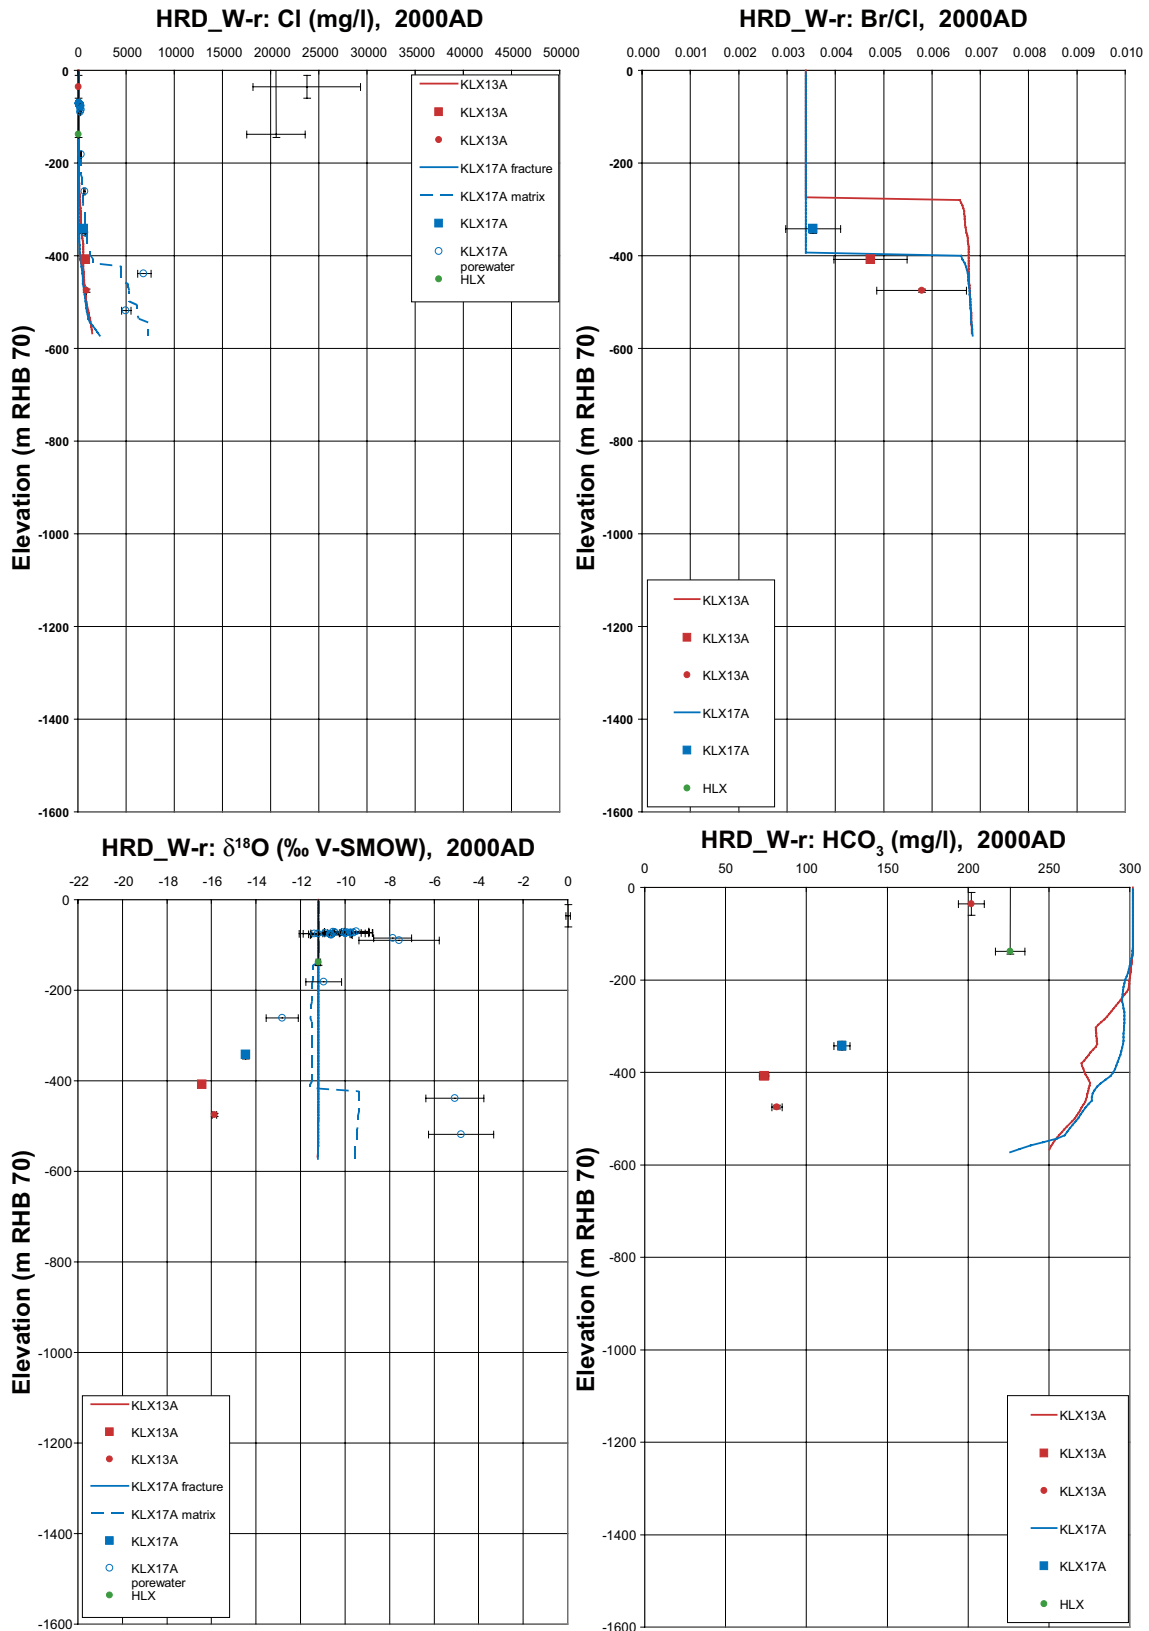 HRD_W-r: Cl (mg/l), 2000AD
0 5000 10000 15000 20000 25000 30000 35000 40000 45000 50000
0
-200
-400
-600
-800
-1000
-1200
-1400
-1600
Elevation (m RHB 70)
KLX13A
KLX13A
KLX13A
KLX17A fracture
KLX17A matrix
KLX17A
KLX17A
porewater
HLX
HRD_W-r: Br/Cl, 2000AD
0.000 0.001 0.002 0.003 0.004 0.005 0.006 0.007 0.008 0.009 0.010
0
-200
-400
-600
-800
-1000
-1200
-1400
-1600
Elevation (m RHB 70)
KLX13A
KLX13A
KLX13A
KLX17A
KLX17A
HLX
HRD_W-r: δ¹⁸O (‰ V-SMOW), 2000AD
-22 -20 -18 -16 -14 -12 -10 -8 -6 -4 -2 0
0
-200
-400
-600
-800
-1000
-1200
-1400
-1600
Elevation (m RHB 70)
KLX13A
KLX13A
KLX13A
KLX17A fracture
KLX17A matrix
KLX17A
KLX17A
porewater
HLX
HRD_W-r: HCO₃ (mg/l), 2000AD
0 50 100 150 200 250 300
0
-200
-400
-600
-800
-1000
-1200
-1400
-1600
Elevation (m RHB 70)
KLX13A
KLX13A
KLX13A
KLX17A
KLX17A
HLX